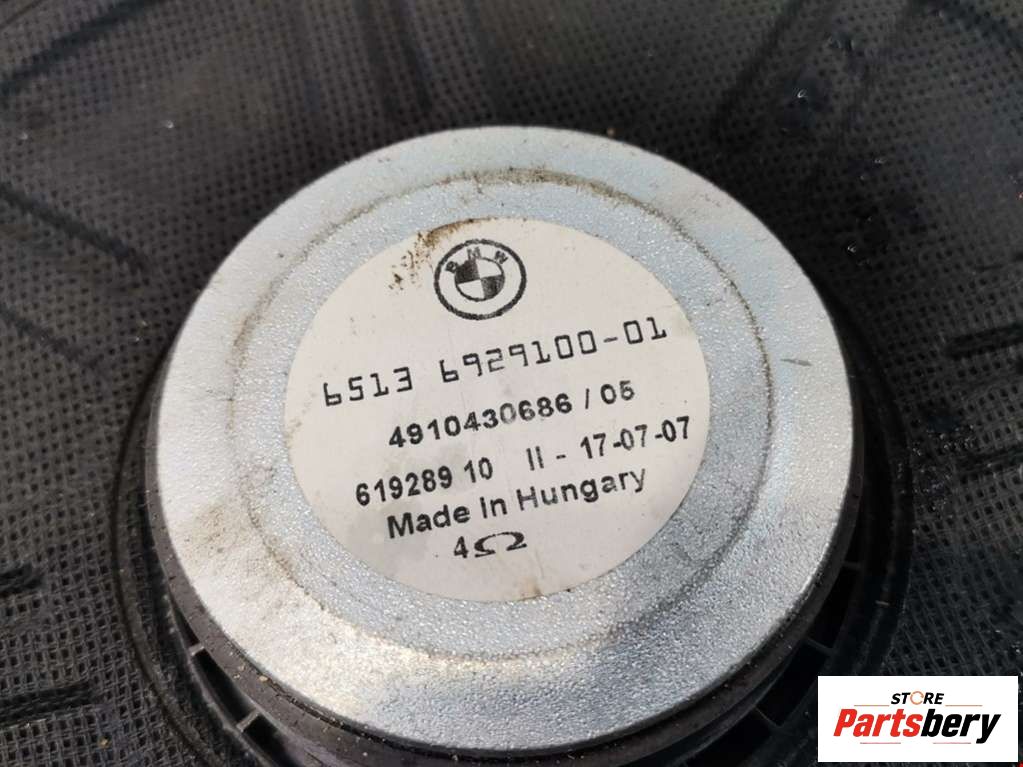 BMW
6513 6929100-01
4910430686 / 05
619289 10 II - 17-07-07
Made In Hungary
4Ω
STORE
Partsbery